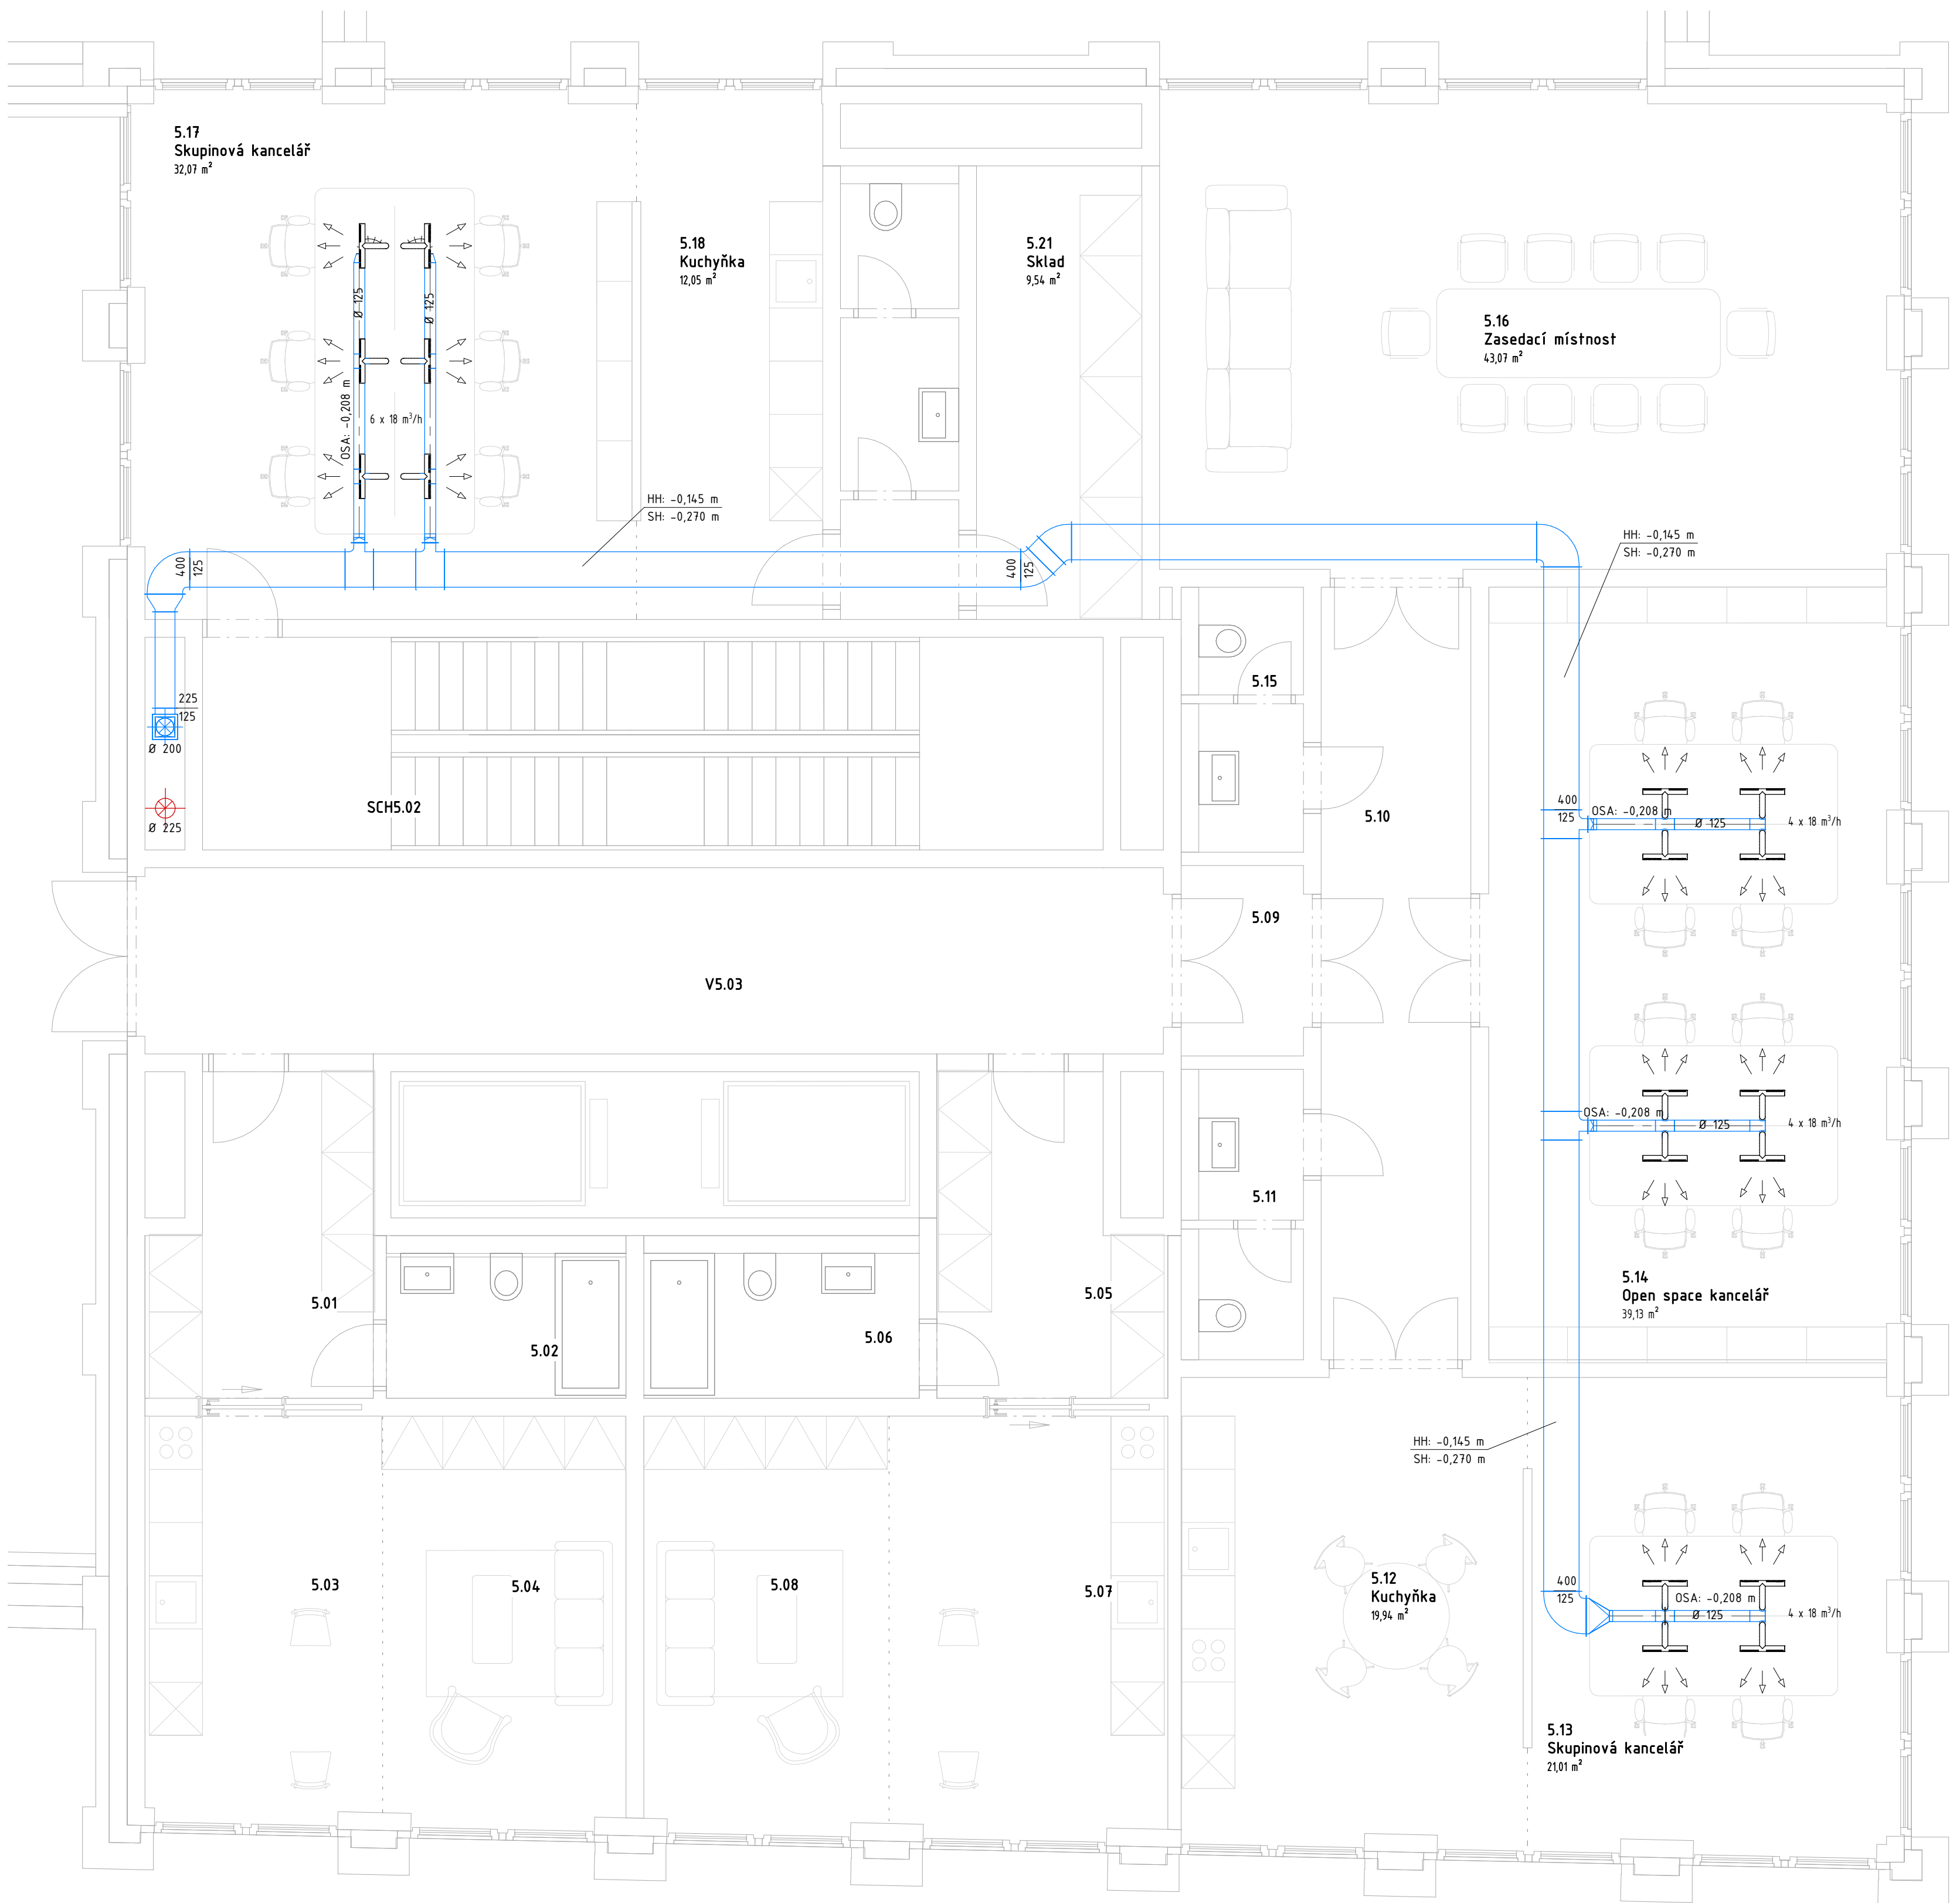 5.17
Skupinová kancelář
32,07 m²
5.18
Kuchyňka
12,05 m²
5.21
Sklad
9,54 m²
5.16
Zasedací místnost
43,07 m²
Ø 125
Ø 125
OSA: -0,208 m
6 x 18 m³/h
HH: -0,145 m
SH: -0,270 m
HH: -0,145 m
SH: -0,270 m
400
125
400
125
225
125
Ø 200
Ø 225
SCH5.02
5.15
5.10
400
125
OSA: -0,208 m
Ø 125
4 x 18 m³/h
5.09
V5.03
OSA: -0,208 m
Ø 125
4 x 18 m³/h
5.11
5.14
Open space kancelář
39,13 m²
5.01
5.05
5.02
5.06
HH: -0,145 m
SH: -0,270 m
5.03
5.04
5.08
5.07
5.12
Kuchyňka
19,94 m²
400
125
OSA: -0,208 m
Ø 125
4 x 18 m³/h
5.13
Skupinová kancelář
21,01 m²